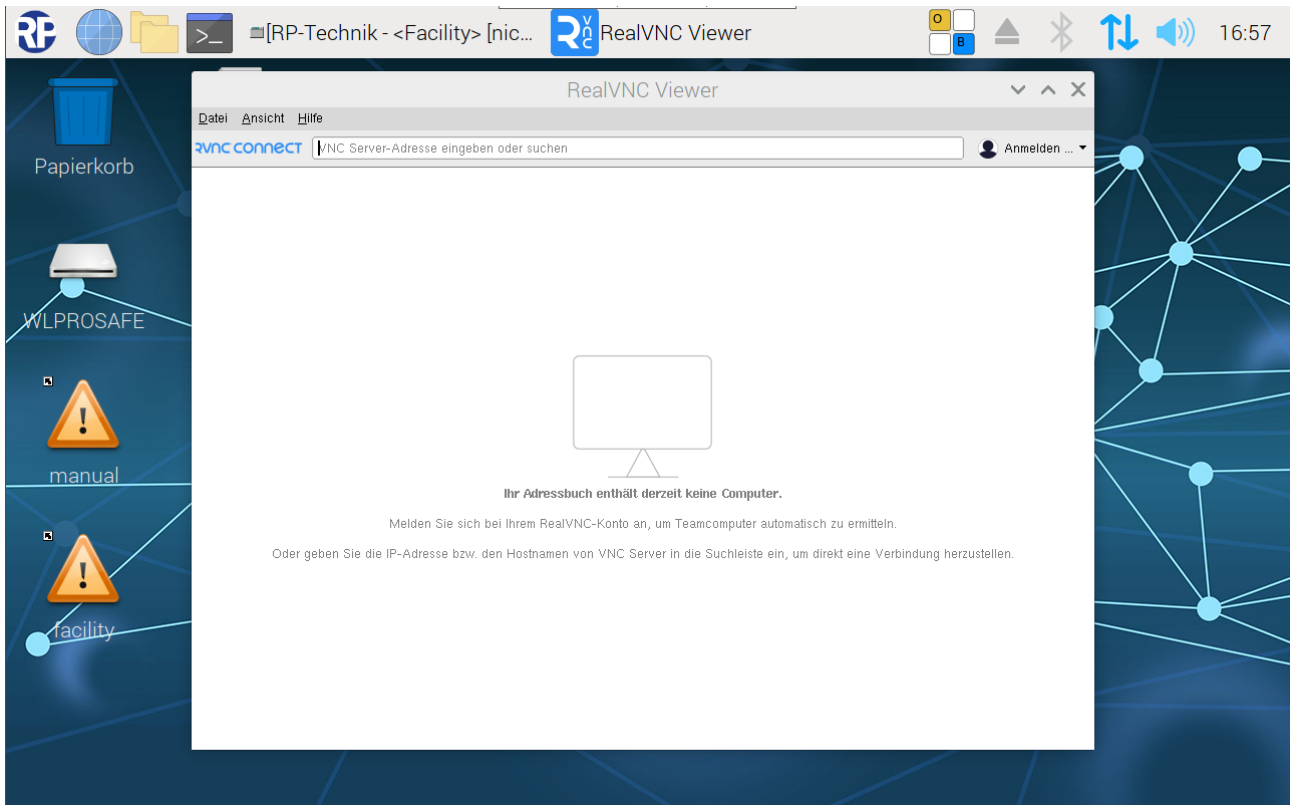 RP
>_
[RP-Technik - <Facility> [nic...
RealVNC Viewer
O
B
16:57
RealVNC Viewer
Datei Ansicht Hilfe
RVNC CONNECT
VNC Server-Adresse eingeben oder suchen
Anmelden ...
Papierkorb
WLPROSAFE
manual
facility
Ihr Adressbuch enthält derzeit keine Computer.
Melden Sie sich bei Ihrem RealVNC-Konto an, um Teamcomputer automatisch zu ermitteln.
Oder geben Sie die IP-Adresse bzw. den Hostnamen von VNC Server in die Suchleiste ein, um direkt eine Verbindung herzustellen.